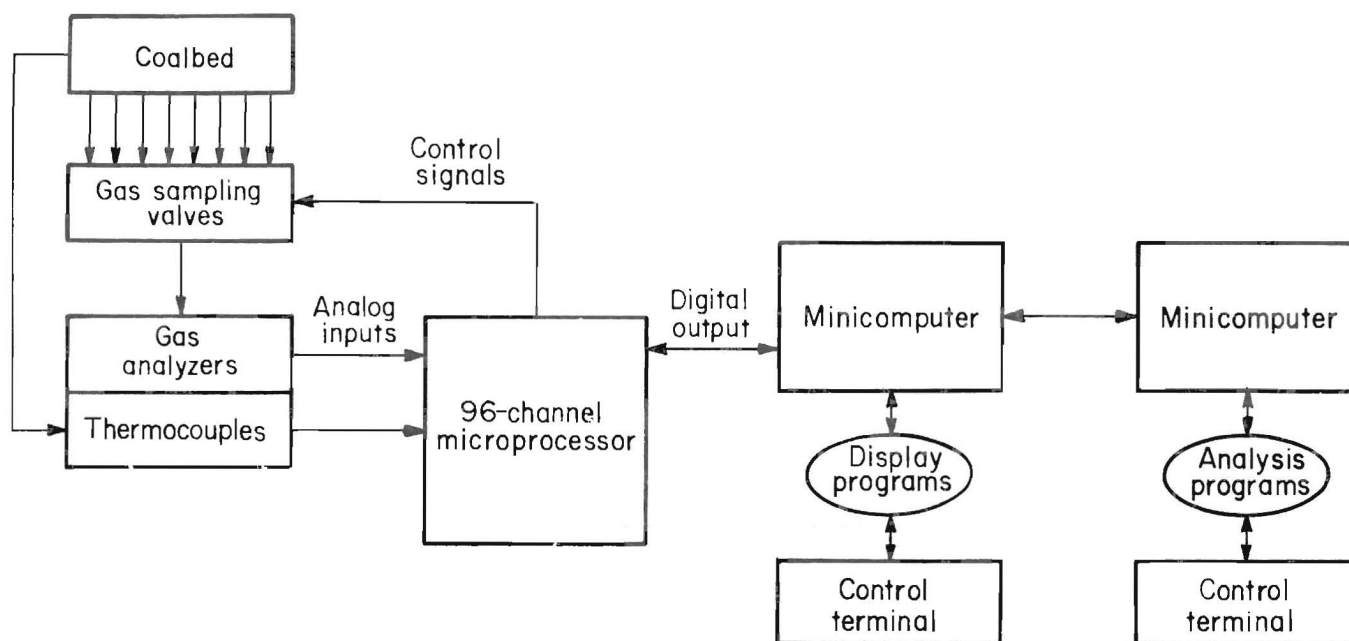 Coalbed
Control
signals
Gas sampling
valves
Analog
inputs
Digital
output
Gas
analyzers
Thermocouples
96-channel
microprocessor
Minicomputer
Minicomputer
Display
programs
Analysis
programs
Control
terminal
Control
terminal